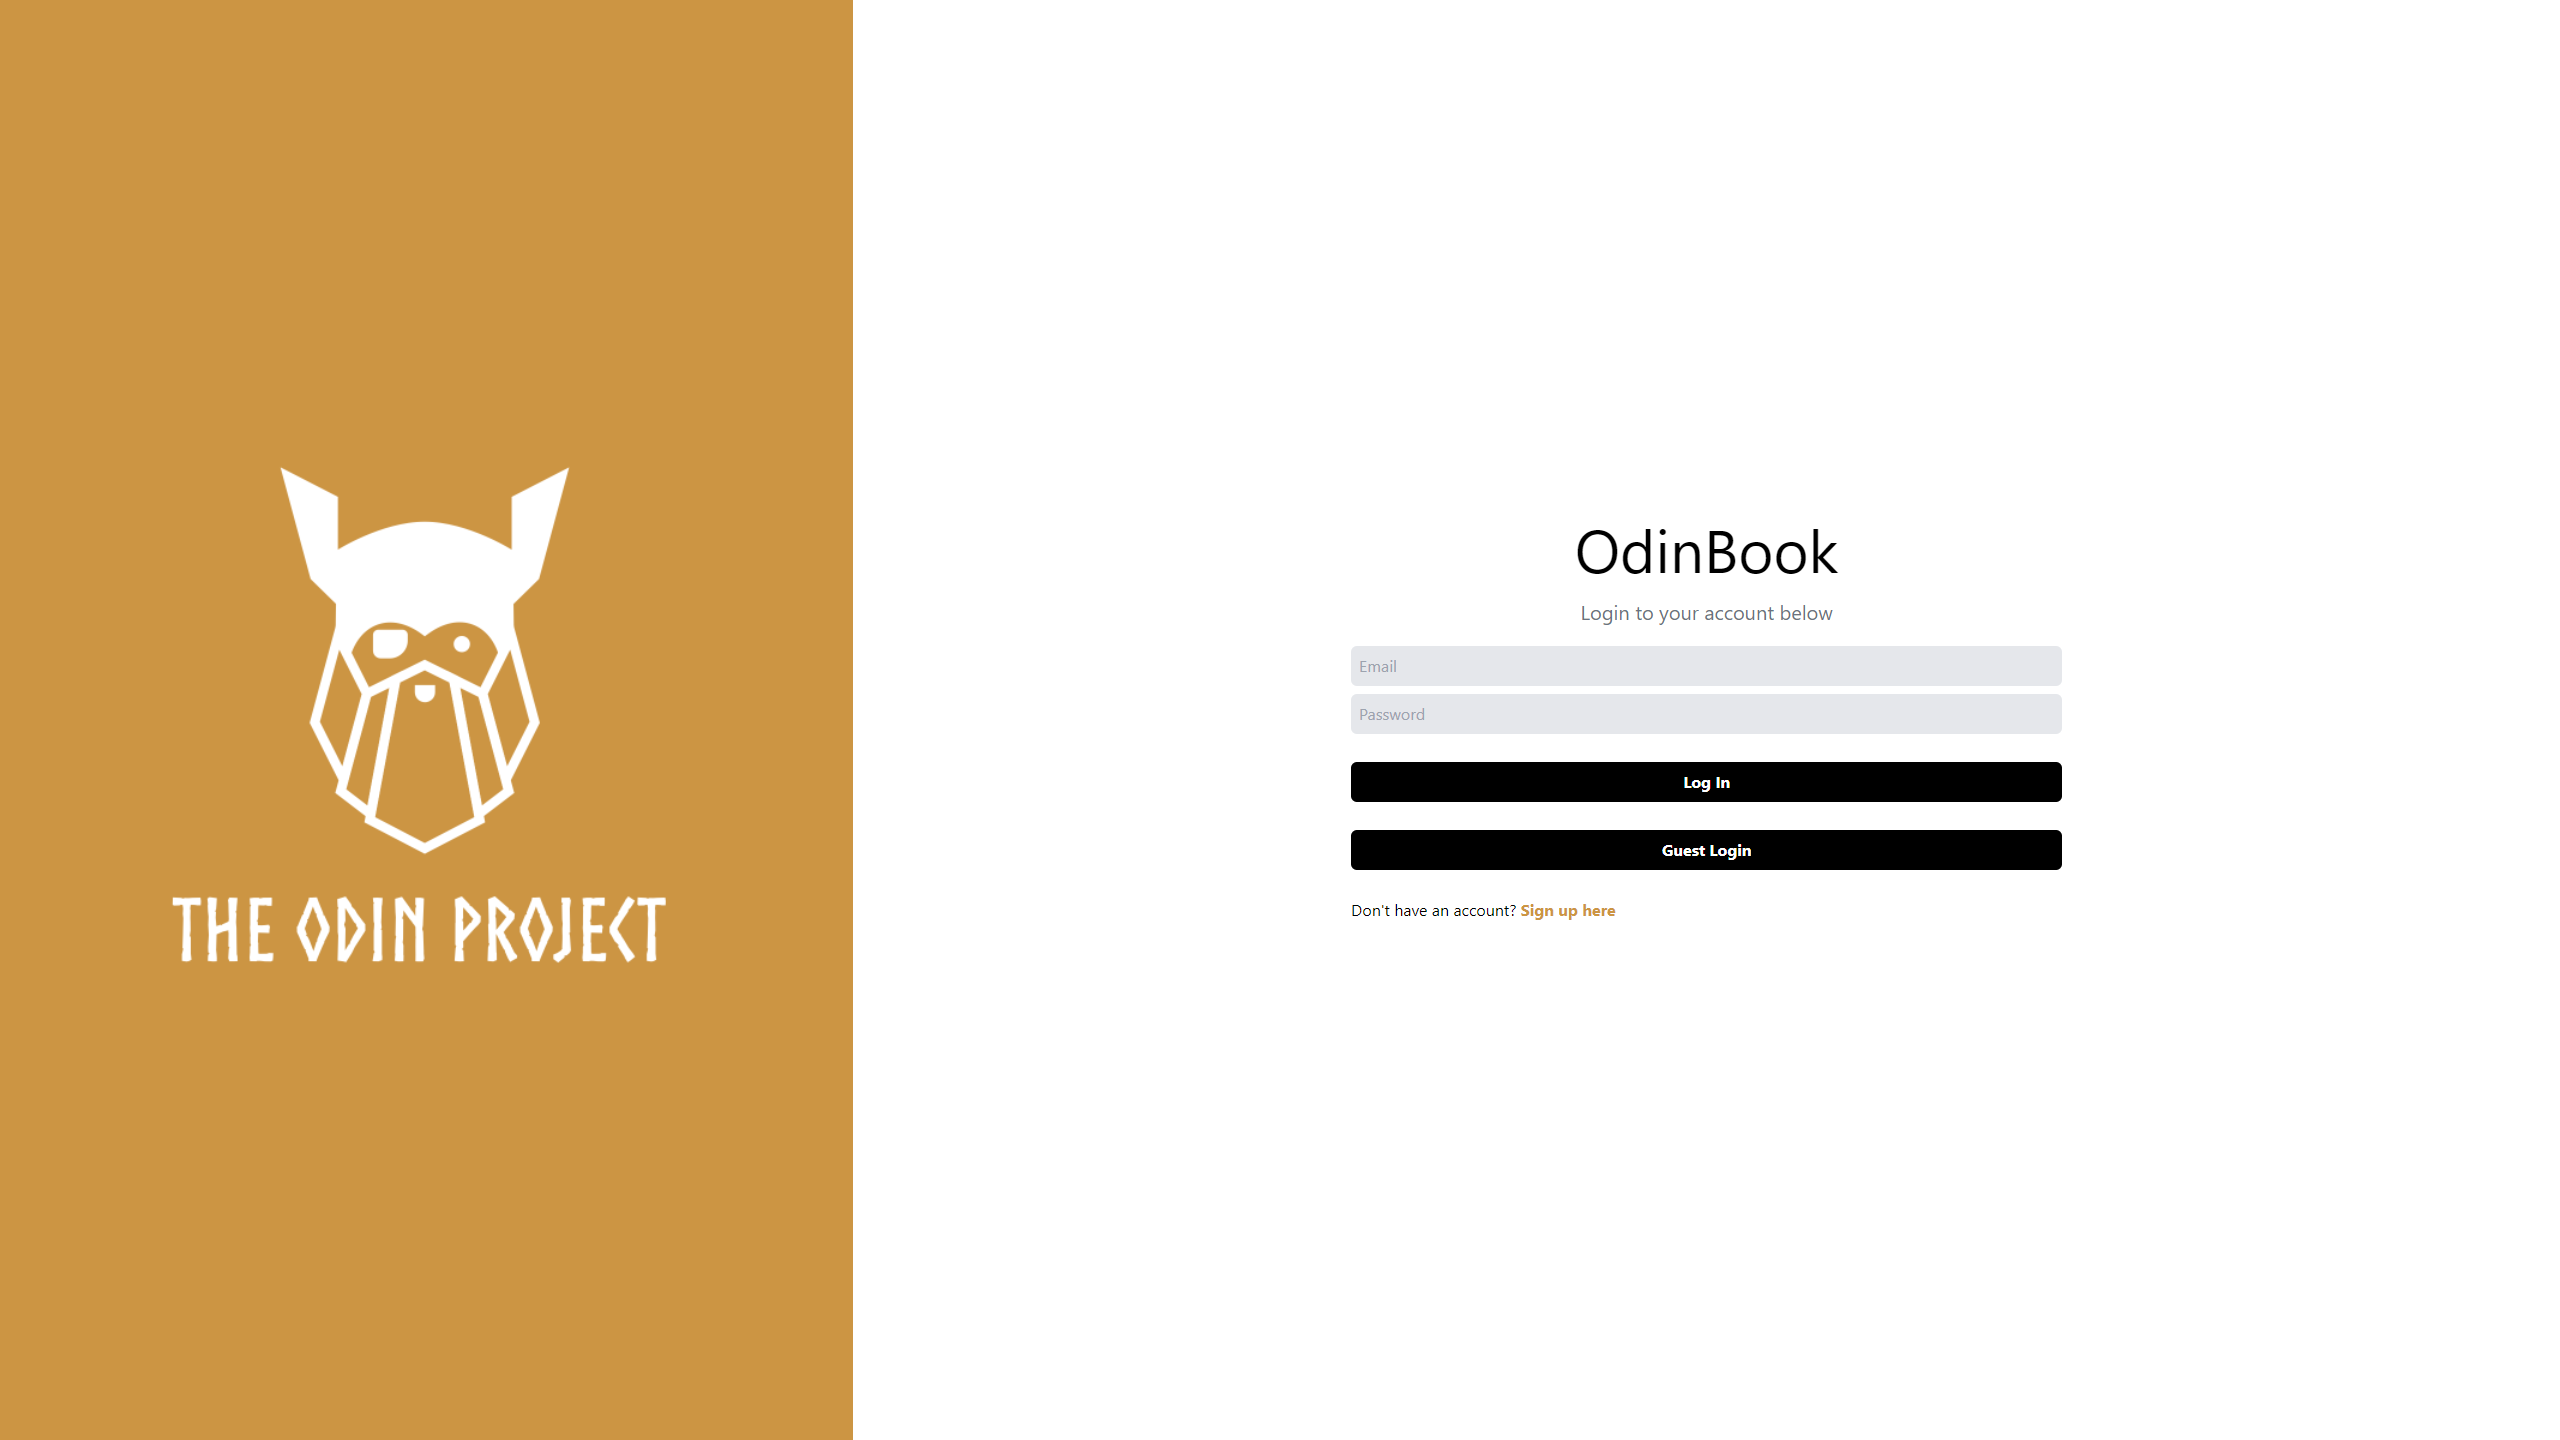 THE ODIN PROJECT
OdinBook
Login to your account below
Email
Password
Log In
Guest Login
Don't have an account? Sign up here